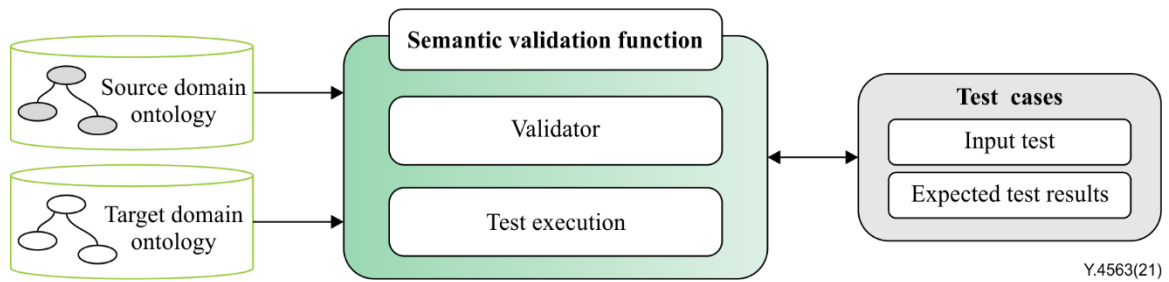 Source domain
ontology
Target domain
ontology
Semantic validation function
Validator
Test execution
Test cases
Input test
Expected test results
Y.4563(21)